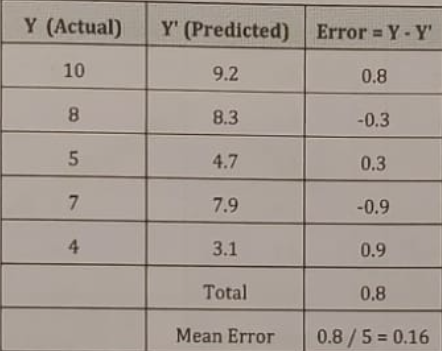 Y (Actual) Y' (Predicted) Error = Y - Y'
10 9.2 0.8
8 8.3 -0.3
5 4.7 0.3
7 7.9 -0.9
4 3.1 0.9
Total 0.8
Mean Error 0.8 / 5 = 0.16